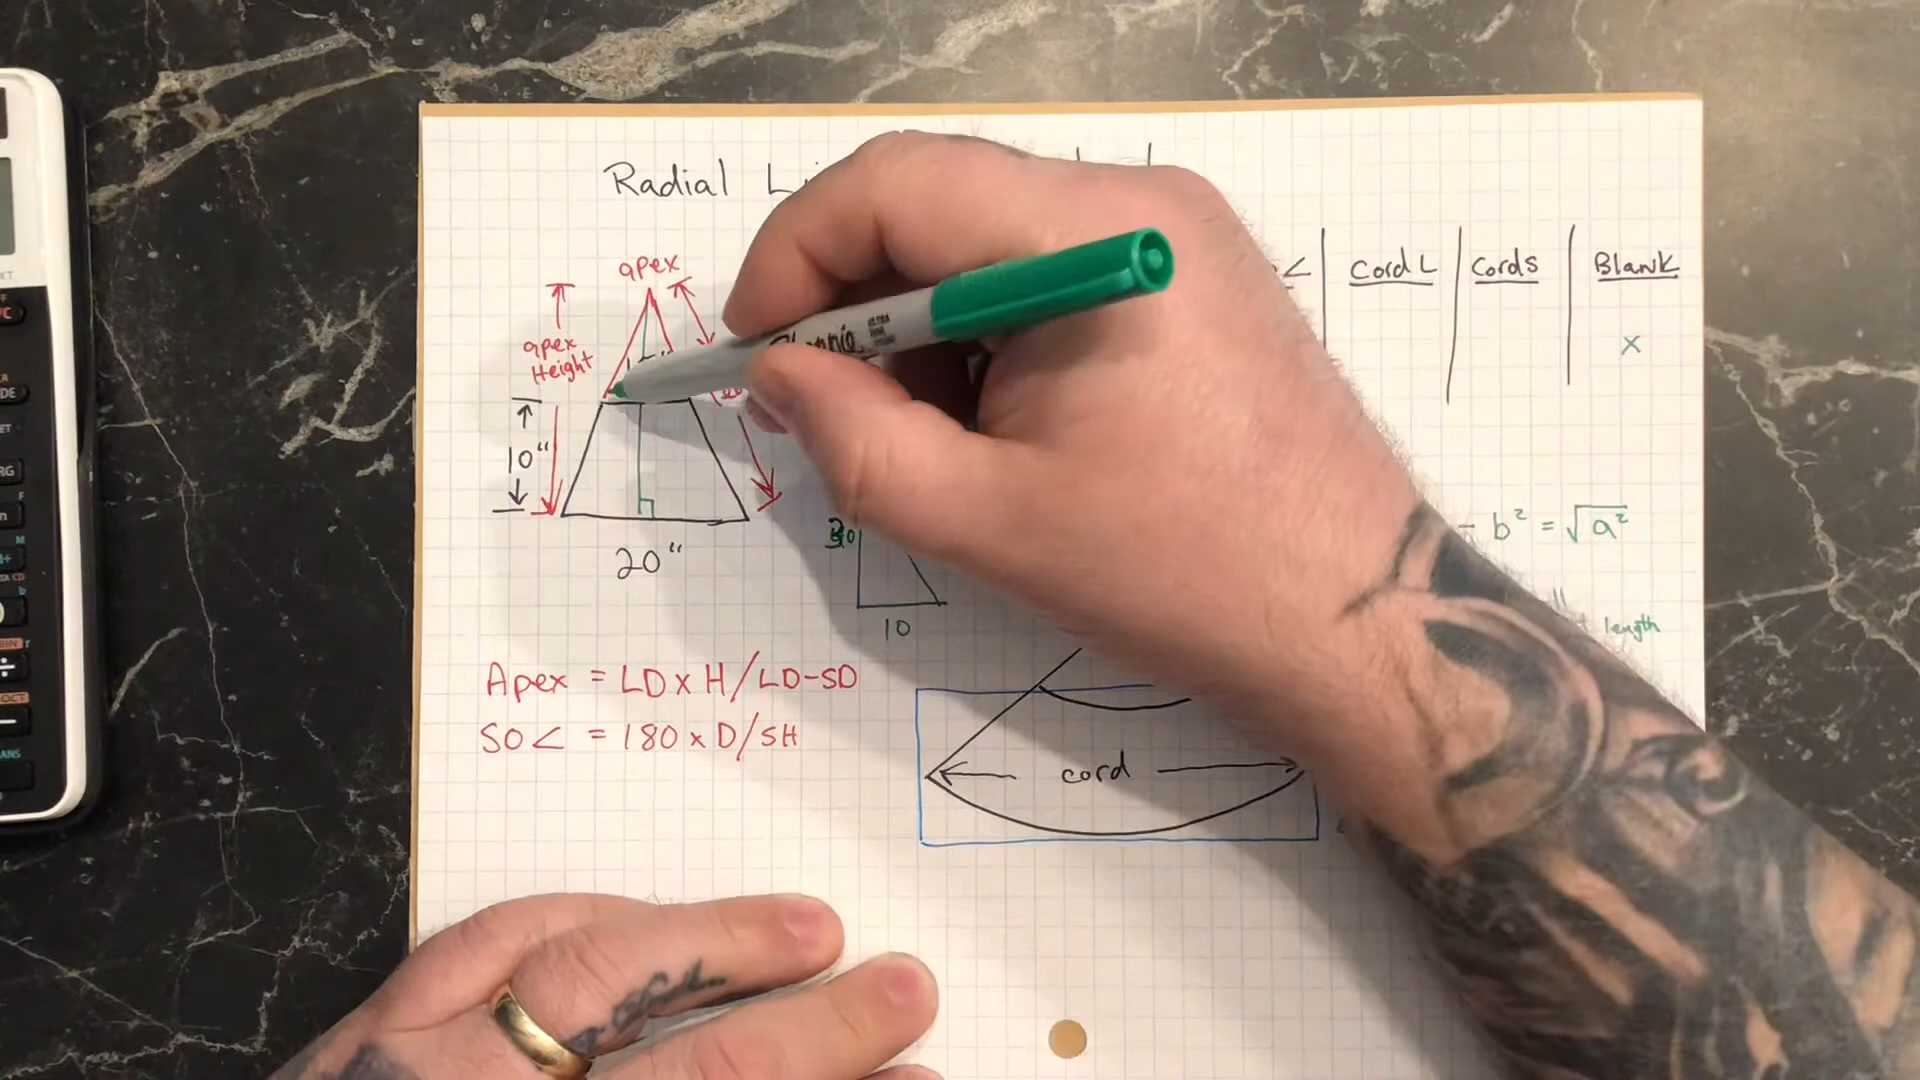 Radial Li
apex
apex
Height
10"
20"
10
∠ Cord L Cords Blank
x
- b² = √a²
length
Apex = LD x H/LD-SD
SO∠ = 180 x D/SH
cord